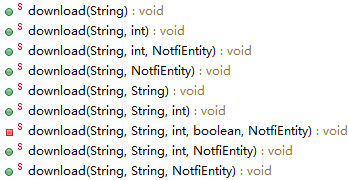 S download(String) : void
S download(String, int) : void
S download(String, int, NotfiEntity) : void
S download(String, NotfiEntity) : void
S download(String, String) : void
S download(String, String, int) : void
S download(String, String, int, boolean, NotfiEntity) : void
S download(String, String, int, NotfiEntity) : void
S download(String, String, NotfiEntity) : void